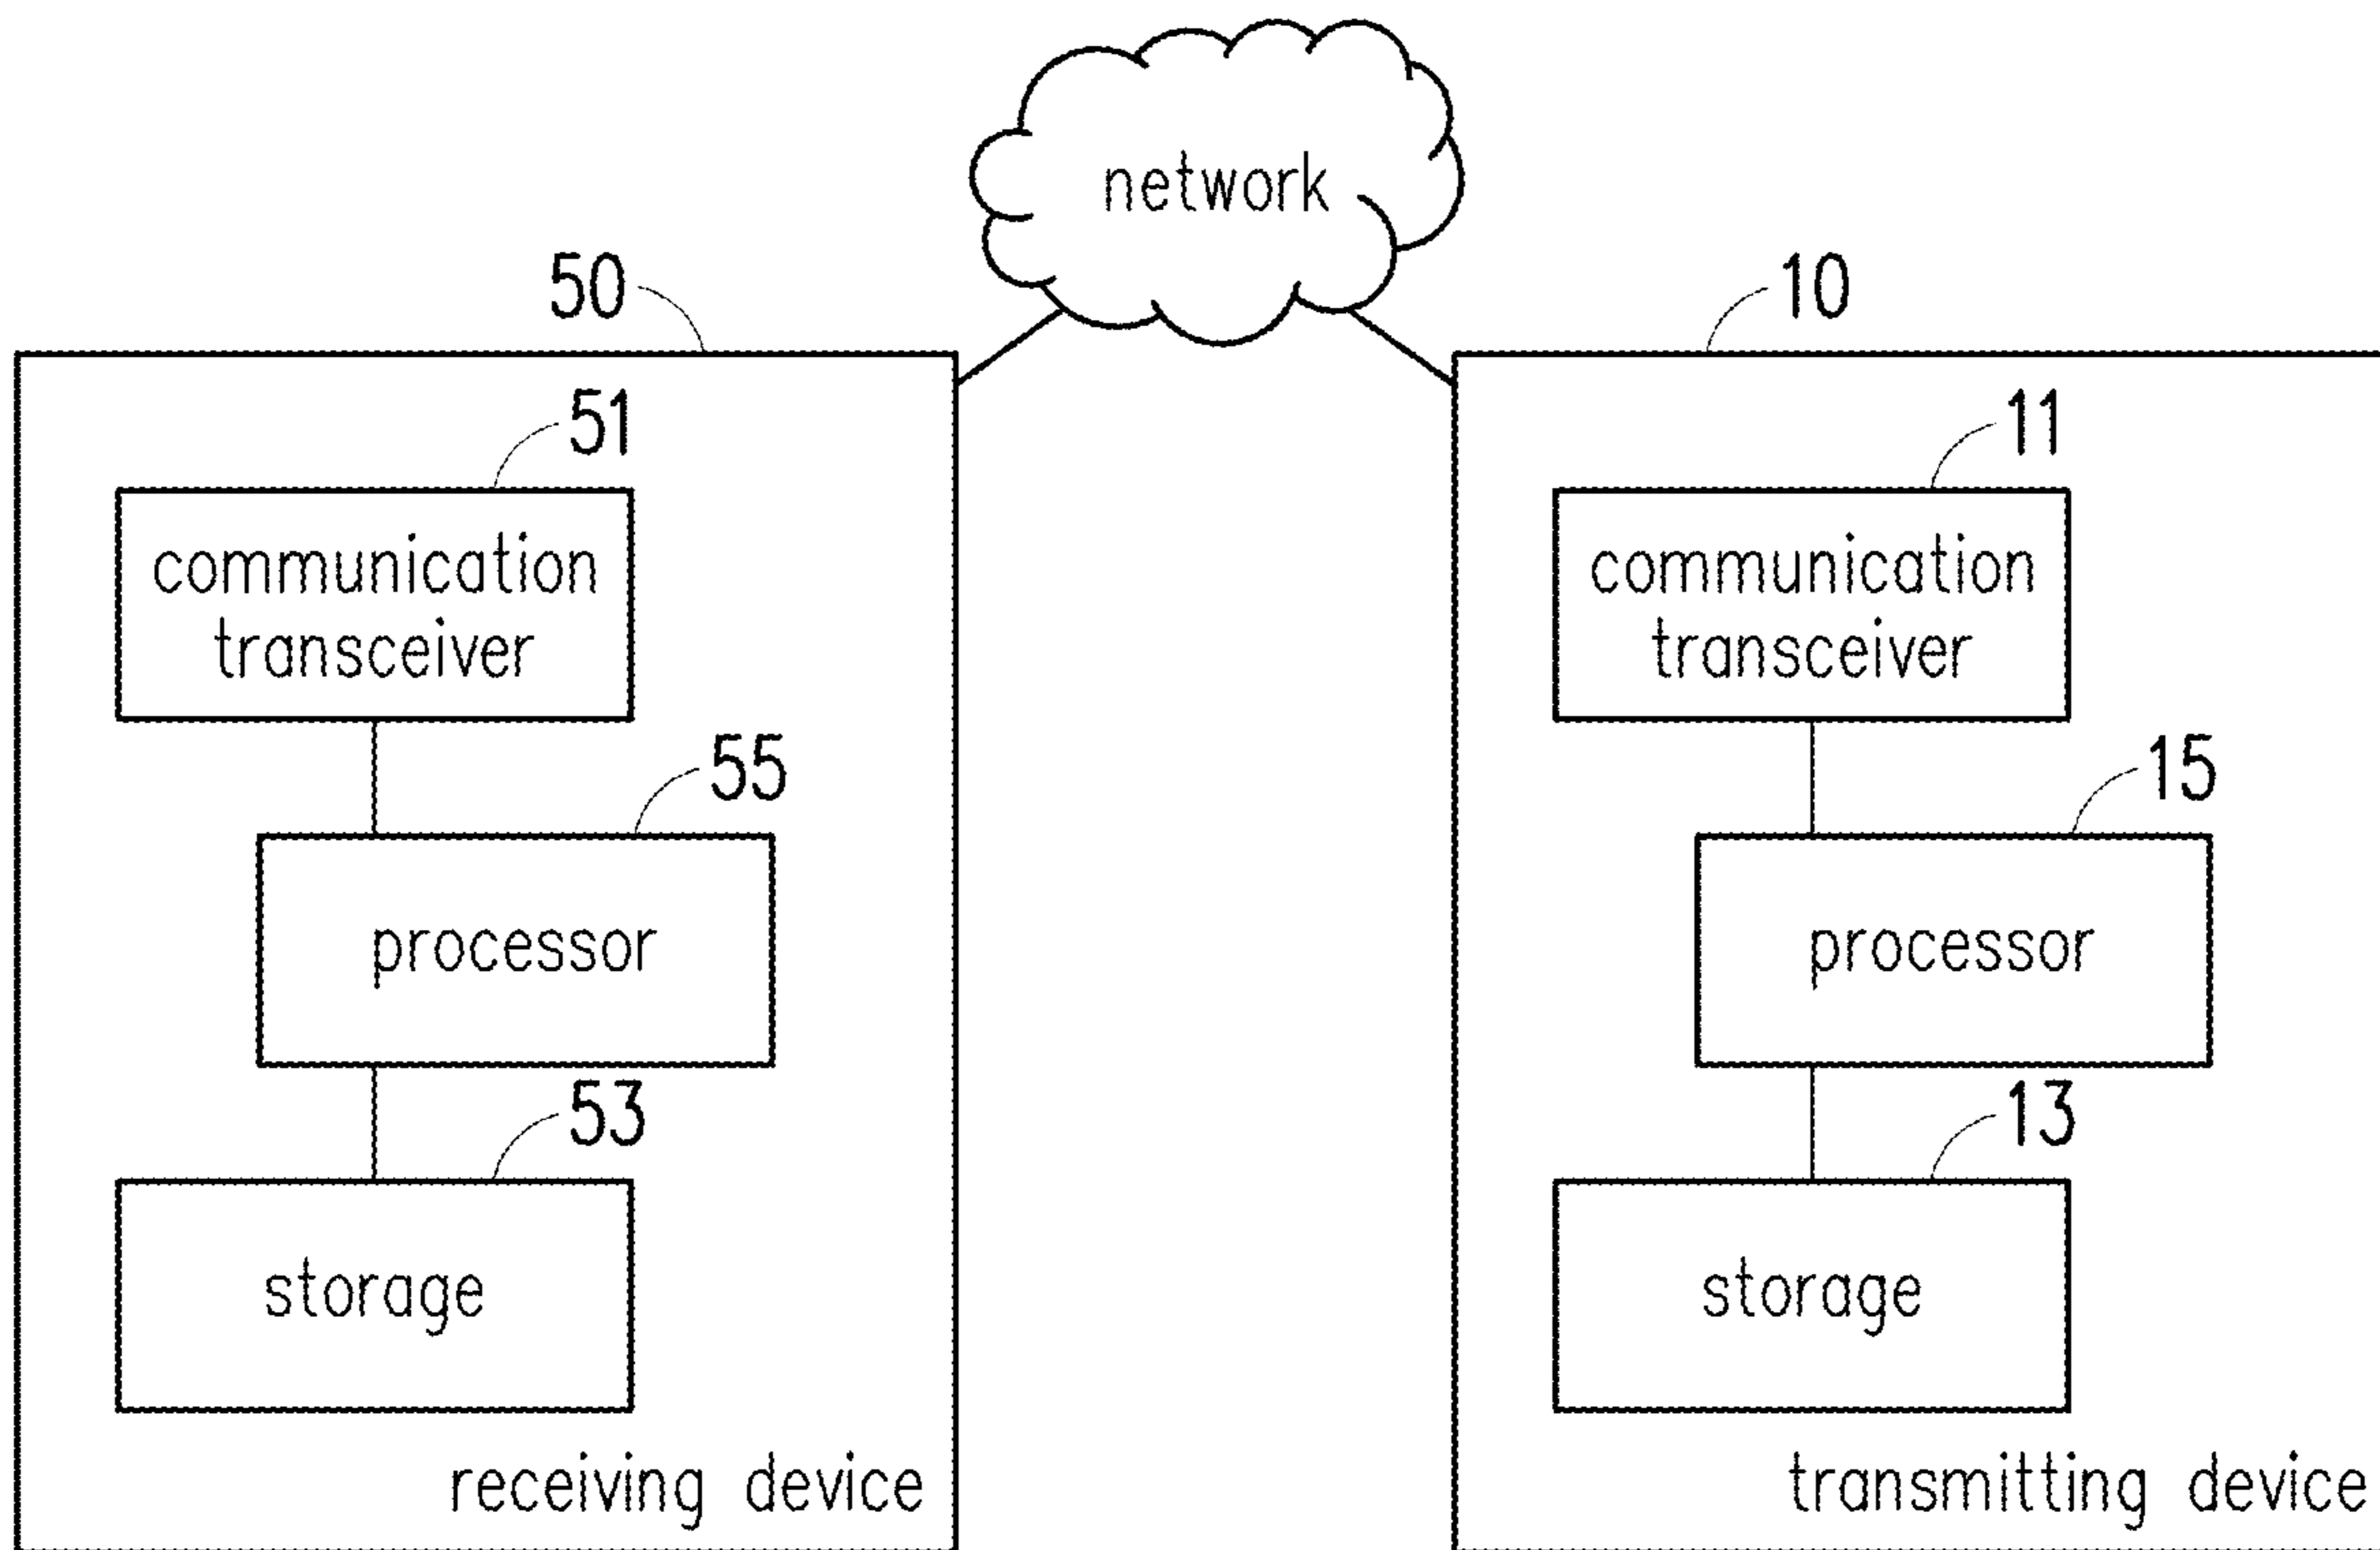 network
50
51
communication
transceiver
55
processor
53
storage
receiving device
10
11
communication
transceiver
15
processor
13
storage
transmitting device